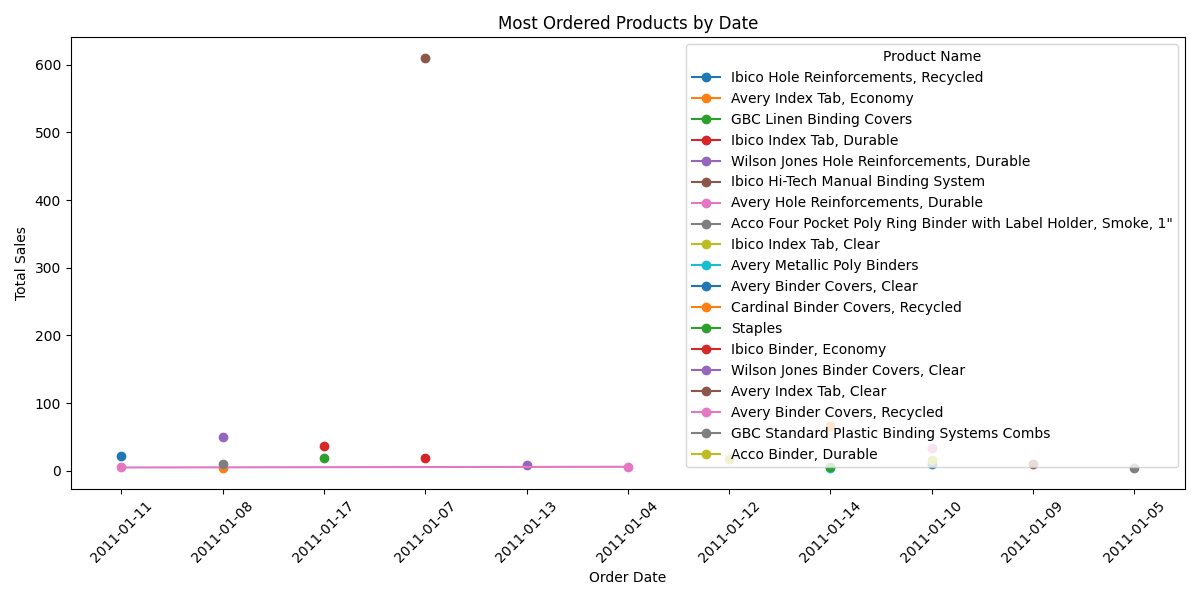 Most Ordered Products by Date
Total Sales
600
500
400
300
200
100
0
Product Name
Ibico Hole Reinforcements, Recycled
Avery Index Tab, Economy
GBC Linen Binding Covers
Ibico Index Tab, Durable
Wilson Jones Hole Reinforcements, Durable
Ibico Hi-Tech Manual Binding System
Avery Hole Reinforcements, Durable
Acco Four Pocket Poly Ring Binder with Label Holder, Smoke, 1"
Ibico Index Tab, Clear
Avery Metallic Poly Binders
Avery Binder Covers, Clear
Cardinal Binder Covers, Recycled
Staples
Ibico Binder, Economy
Wilson Jones Binder Covers, Clear
Avery Index Tab, Clear
Avery Binder Covers, Recycled
GBC Standard Plastic Binding Systems Combs
Acco Binder, Durable
2011-01-11
2011-01-08
2011-01-17
2011-01-07
2011-01-13
2011-01-04
2011-01-12
2011-01-14
2011-01-10
2011-01-09
2011-01-05
Order Date